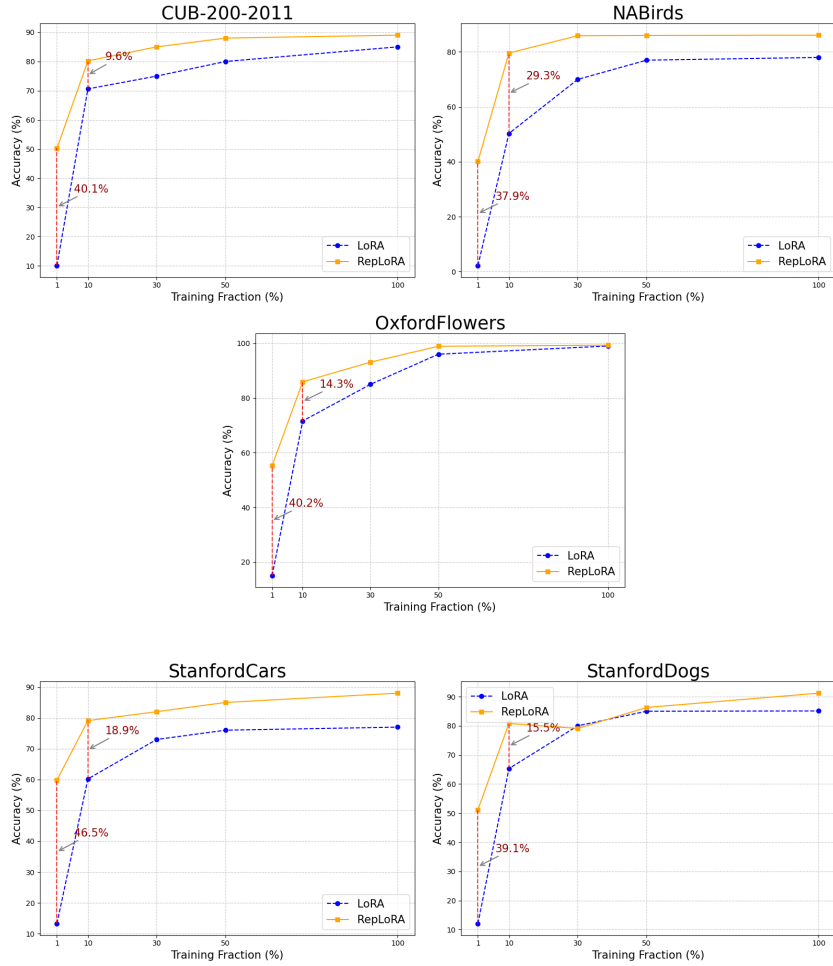 CUB-200-2011
90
80
70
60
50
40
30
20
10
Accuracy (%)
9.6%
40.1%
LoRA
RepLoRA
1 10 30 50 100
Training Fraction (%)
NABirds
80
60
40
20
0
Accuracy (%)
29.3%
37.9%
LoRA
RepLoRA
1 10 30 50 100
Training Fraction (%)
OxfordFlowers
100
80
60
40
20
Accuracy (%)
14.3%
40.2%
LoRA
RepLoRA
1 10 30 50 100
Training Fraction (%)
StanfordCars
90
80
70
60
50
40
30
20
10
Accuracy (%)
18.9%
46.5%
LoRA
RepLoRA
1 10 30 50 100
Training Fraction (%)
StanfordDogs
LoRA
RepLoRA
90
80
70
60
50
40
30
20
10
Accuracy (%)
15.5%
39.1%
1 10 30 50 100
Training Fraction (%)